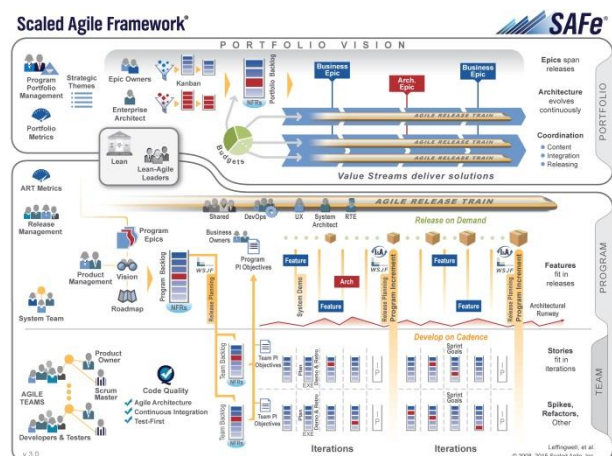 Scaled Agile Framework®
SAFe®
PORTFOLIO VISION
Program
Portfolio
Management
Strategic
Themes
Portfolio
Metrics
Epic Owners
Enterprise
Architect
Kanban
Portfolio Backlog
NFRs
Business
Epic
Arch.
Epic
Business
Epic
AGILE RELEASE TRAIN
AGILE RELEASE TRAIN
AGILE RELEASE TRAIN
Budgets
Value Streams deliver solutions
Epics span
releases
Architecture
evolves
continuously
Coordination
Content
Integration
Releasing
PORTFOLIO
Lean
Lean-Agile
Leaders
ART Metrics
Release
Management
Program
Epics
Product
Management
Vision
Roadmap
System Team
Program Backlog
NFRs
WSJF
Release Planning
AGILE RELEASE TRAIN
Shared
DevOps
UX
System
Architect
RTE
Business
Owners
Program
PI Objectives
Release on Demand
Feature
System Demo
Feature
Arch
WSJF
Release Planning
Program Increment
Feature
Feature
WSJF
Release Planning
Program Increment
Architectural
Runway
Features
fit in
releases
PROGRAM
Develop on Cadence
AGILE
TEAMS
Product
Owner
Scrum
Master
Developers & Testers
Code Quality
Agile Architecture
Continuous Integration
Test-First
Team Backlog
NFRs
Team PI
Objectives
Plan
Demo & Retro
Sprint
Goals
Team Backlog
NFRs
Team PI
Objectives
Plan
Demo & Retro
Sprint
Goals
Stories
fit in
iterations
Spikes,
Refactors,
Other
TEAM
Iterations
Iterations
v 3.0
Leffingwell, et al.